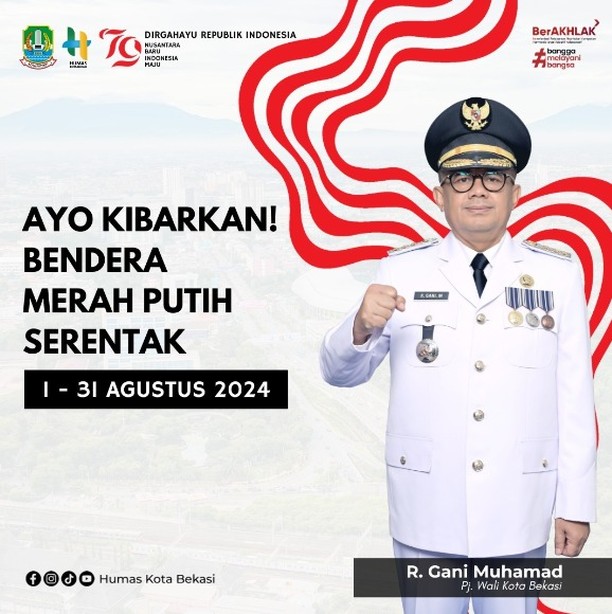 DIRGAHAYU REPUBLIK INDONESIA
79
NUSANTARA
BARU
INDONESIA
MAJU
HUMAS
BerAKHLAK
#bangga
melayani
bangsa
AYO KIBARKAN!
BENDERA
MERAH PUTIH
SERENTAK
1 - 31 AGUSTUS 2024
R. GANI. M
Humas Kota Bekasi
R. Gani Muhamad
Pj. Wali Kota Bekasi